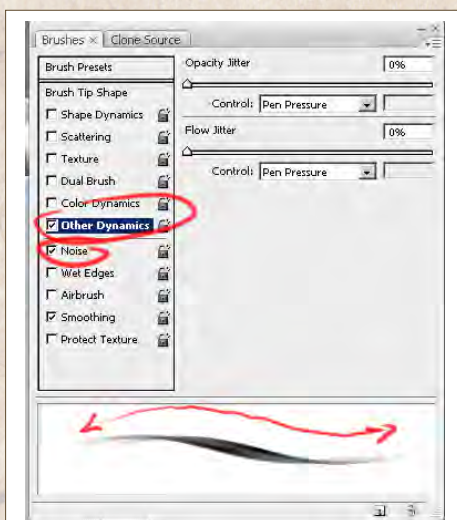 Brushes × Clone Source
Brush Presets
Opacity Jitter 0%
Brush Tip Shape
Control: Pen Pressure
Shape Dynamics
Scattering
Flow Jitter 0%
Texture
Control: Pen Pressure
Dual Brush
Color Dynamics
Other Dynamics
Noise
Wet Edges
Airbrush
Smoothing
Protect Texture